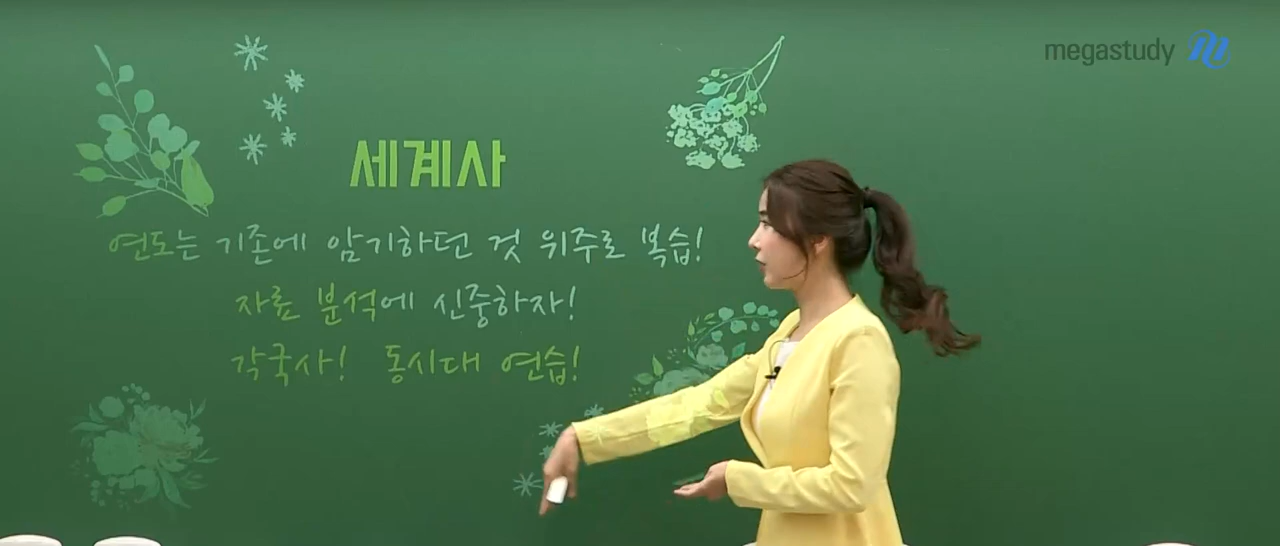 megastudy
세계사
연도는 기존에 암기하던 것 위주로 복습!
자료 분석에 신중하자!
각국사! 동시대 연습!